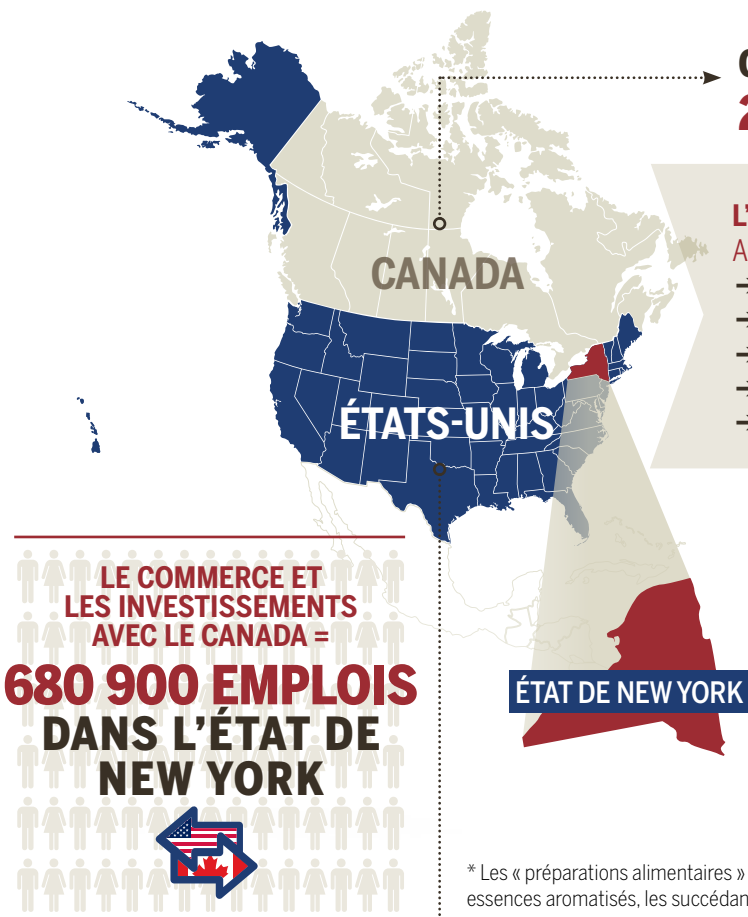 CANADA
ÉTATS-UNIS
LE COMMERCE ET
LES INVESTISSEMENTS
AVEC LE CANADA =
680 900 EMPLOIS
DANS L’ÉTAT DE
NEW YORK
ÉTAT DE NEW YORK
* Les « préparations alimentaires »
essences aromatisés, les